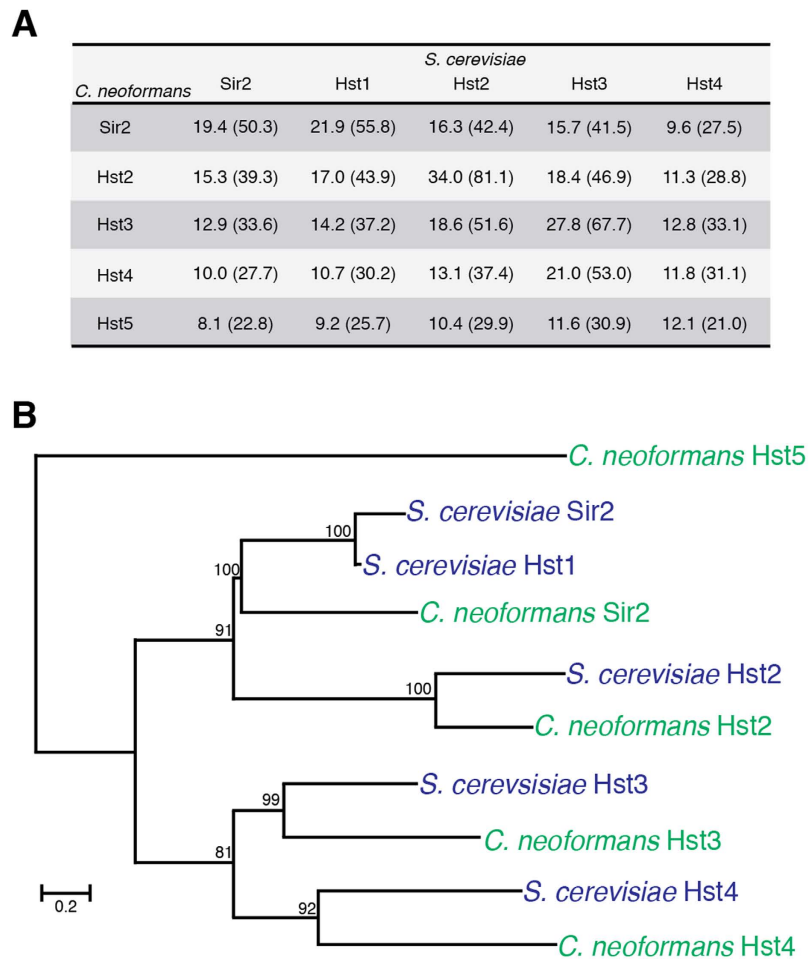 A
S. cerevisiae
C. neoformans Sir2 Hst1 Hst2 Hst3 Hst4
Sir2 19.4 (50.3) 21.9 (55.8) 16.3 (42.4) 15.7 (41.5) 9.6 (27.5)
Hst2 15.3 (39.3) 17.0 (43.9) 34.0 (81.1) 18.4 (46.9) 11.3 (28.8)
Hst3 12.9 (33.6) 14.2 (37.2) 18.6 (51.6) 27.8 (67.7) 12.8 (33.1)
Hst4 10.0 (27.7) 10.7 (30.2) 13.1 (37.4) 21.0 (53.0) 11.8 (31.1)
Hst5 8.1 (22.8) 9.2 (25.7) 10.4 (29.9) 11.6 (30.9) 12.1 (21.0)
B
C. neoformans Hst5
S. cerevisiae Sir2
100
S. cerevisiae Hst1
100
C. neoformans Sir2
91
S. cerevisiae Hst2
100
C. neoformans Hst2
S. cerevsisiae Hst3
99
C. neoformans Hst3
81
S. cerevisiae Hst4
0.2
92
C. neoformans Hst4